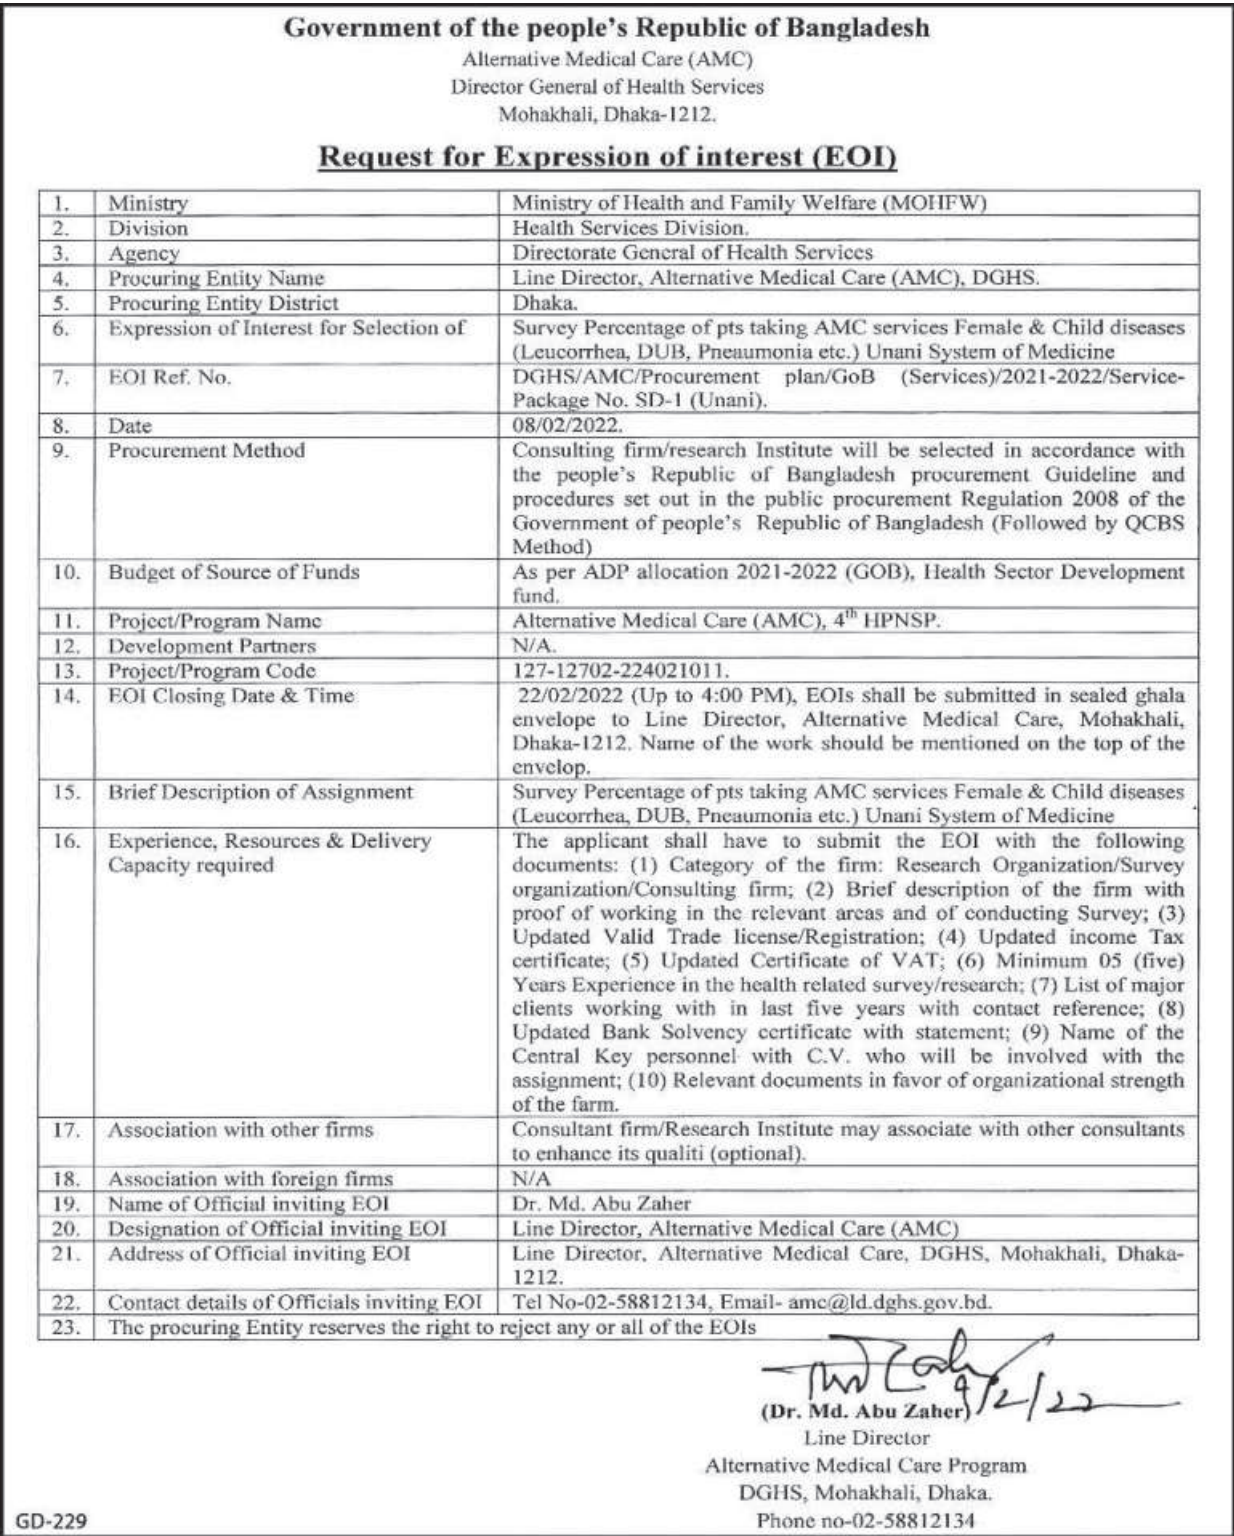 Government of the people's Republic of Bangladesh
Alternative Medical Care (AMC)
Director General of Health Services
Mohakhali, Dhaka-1212.
Request for Expression of interest (EOI)
1. Ministry Ministry of Health and Family Welfare (MOHFW)
2. Division Health Services Division.
3. Agency Directorate General of Health Services
4. Procuring Entity Name Line Director, Alternative Medical Care (AMC), DGHS.
5. Procuring Entity District Dhaka.
6. Expression of Interest for Selection of Survey Percentage of pts taking AMC services Female & Child diseases
(Leucorrhea, DUB, Pneaumonia etc.) Unani System of Medicine
7. EOI Ref. No. DGHS/AMC/Procurement plan/GoB (Services)/2021-2022/Service-
Package No. SD-1 (Unani).
8. Date 08/02/2022.
9. Procurement Method Consulting firm/research Institute will be selected in accordance with
the people's Republic of Bangladesh procurement Guideline and
procedures set out in the public procurement Regulation 2008 of the
Government of people's Republic of Bangladesh (Followed by QCBS
Method)
10. Budget of Source of Funds As per ADP allocation 2021-2022 (GOB), Health Sector Development
fund.
11. Project/Program Name Alternative Medical Care (AMC), 4th HPNSP.
12. Development Partners N/A.
13. Project/Program Code 127-12702-224021011.
14. EOI Closing Date & Time 22/02/2022 (Up to 4:00 PM), EOIs shall be submitted in sealed ghala
envelope to Line Director, Alternative Medical Care, Mohakhali,
Dhaka-1212. Name of the work should be mentioned on the top of the
envelop.
15. Brief Description of Assignment Survey Percentage of pts taking AMC services Female & Child diseases
(Leucorrhea, DUB, Pneaumonia etc.) Unani System of Medicine
16. Experience, Resources & Delivery The applicant shall have to submit the EOI with the following
Capacity required documents: (1) Category of the firm: Research Organization/Survey
organization/Consulting firm; (2) Brief description of the firm with
proof of working in the relevant areas and of conducting Survey; (3)
Updated Valid Trade license/Registration; (4) Updated income Tax
certificate; (5) Updated Certificate of VAT; (6) Minimum 05 (five)
Years Experience in the health related survey/research; (7) List of major
clients working with in last five years with contact reference; (8)
Updated Bank Solvency certificate with statement; (9) Name of the
Central Key personnel with C.V. who will be involved with the
assignment; (10) Relevant documents in favor of organizational strength
of the farm.
17. Association with other firms Consultant firm/Research Institute may associate with other consultants
to enhance its qualiti (optional).
18. Association with foreign firms N/A
19. Name of Official inviting EOI Dr. Md. Abu Zaher
20. Designation of Official inviting EOI Line Director, Alternative Medical Care (AMC)
21. Address of Official inviting EOI Line Director, Alternative Medical Care, DGHS, Mohakhali, Dhaka-
1212.
22. Contact details of Officials inviting EOI Tel No-02-58812134, Email- amc@ld.dghs.gov.bd.
23. The procuring Entity reserves the right to reject any or all of the EOIs
9/2/22
(Dr. Md. Abu Zaher)
Line Director
Alternative Medical Care Program
DGHS, Mohakhali, Dhaka.
Phone no-02-58812134
GD-229